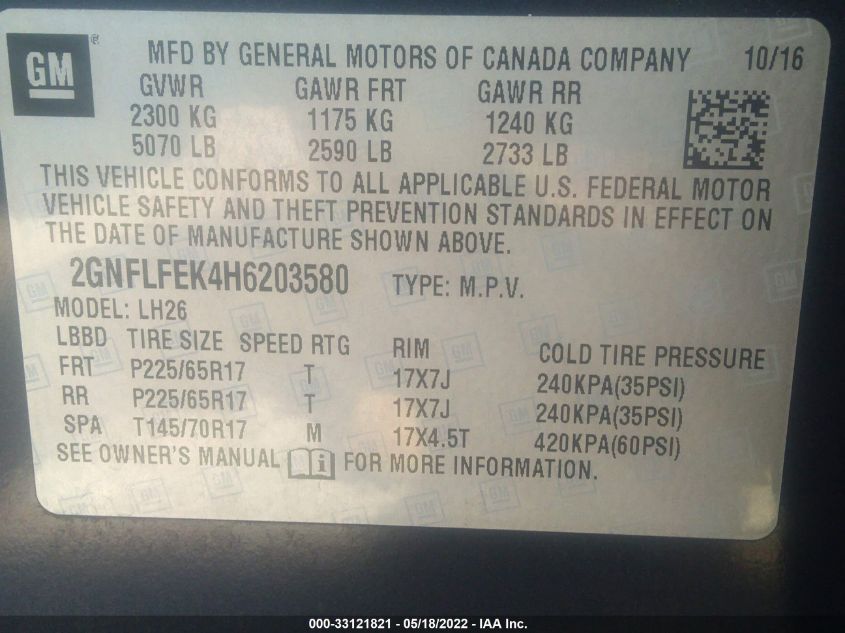 GM ®
MFD BY GENERAL MOTORS OF CANADA COMPANY 10/16
GVWR GAWR FRT GAWR RR
2300 KG 1175 KG 1240 KG
5070 LB 2590 LB 2733 LB
THIS VEHICLE CONFORMS TO ALL APPLICABLE U.S. FEDERAL MOTOR
VEHICLE SAFETY AND THEFT PREVENTION STANDARDS IN EFFECT ON
THE DATE OF MANUFACTURE SHOWN ABOVE.
2GNFLFEK4H6203580 TYPE: M.P.V.
MODEL: LH26
LBBD TIRE SIZE SPEED RTG RIM COLD TIRE PRESSURE
FRT P225/65R17 T 17X7J 240KPA(35PSI)
RR P225/65R17 T 17X7J 240KPA(35PSI)
SPA T145/70R17 M 17X4.5T 420KPA(60PSI)
SEE OWNER'S MANUAL i FOR MORE INFORMATION.
000-33121821 - 05/18/2022 - IAA Inc.